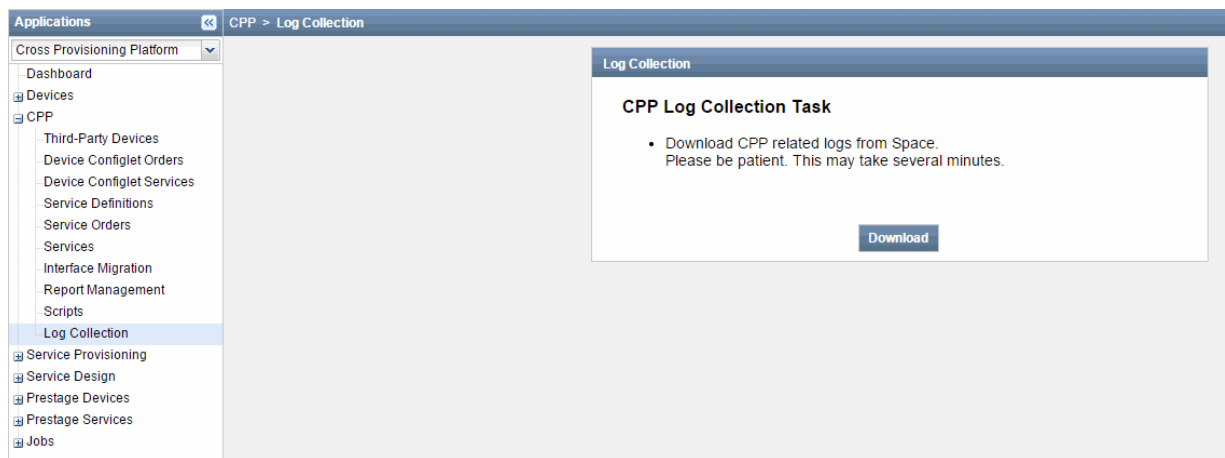 Applications
CPP > Log Collection
Cross Provisioning Platform
Dashboard
Devices
CPP
Third-Party Devices
Device Configlet Orders
Device Configlet Services
Service Definitions
Service Orders
Services
Interface Migration
Report Management
Scripts
Log Collection
Service Provisioning
Service Design
Prestage Devices
Prestage Services
Jobs
Log Collection
CPP Log Collection Task
• Download CPP related logs from Space.
Please be patient. This may take several minutes.
Download